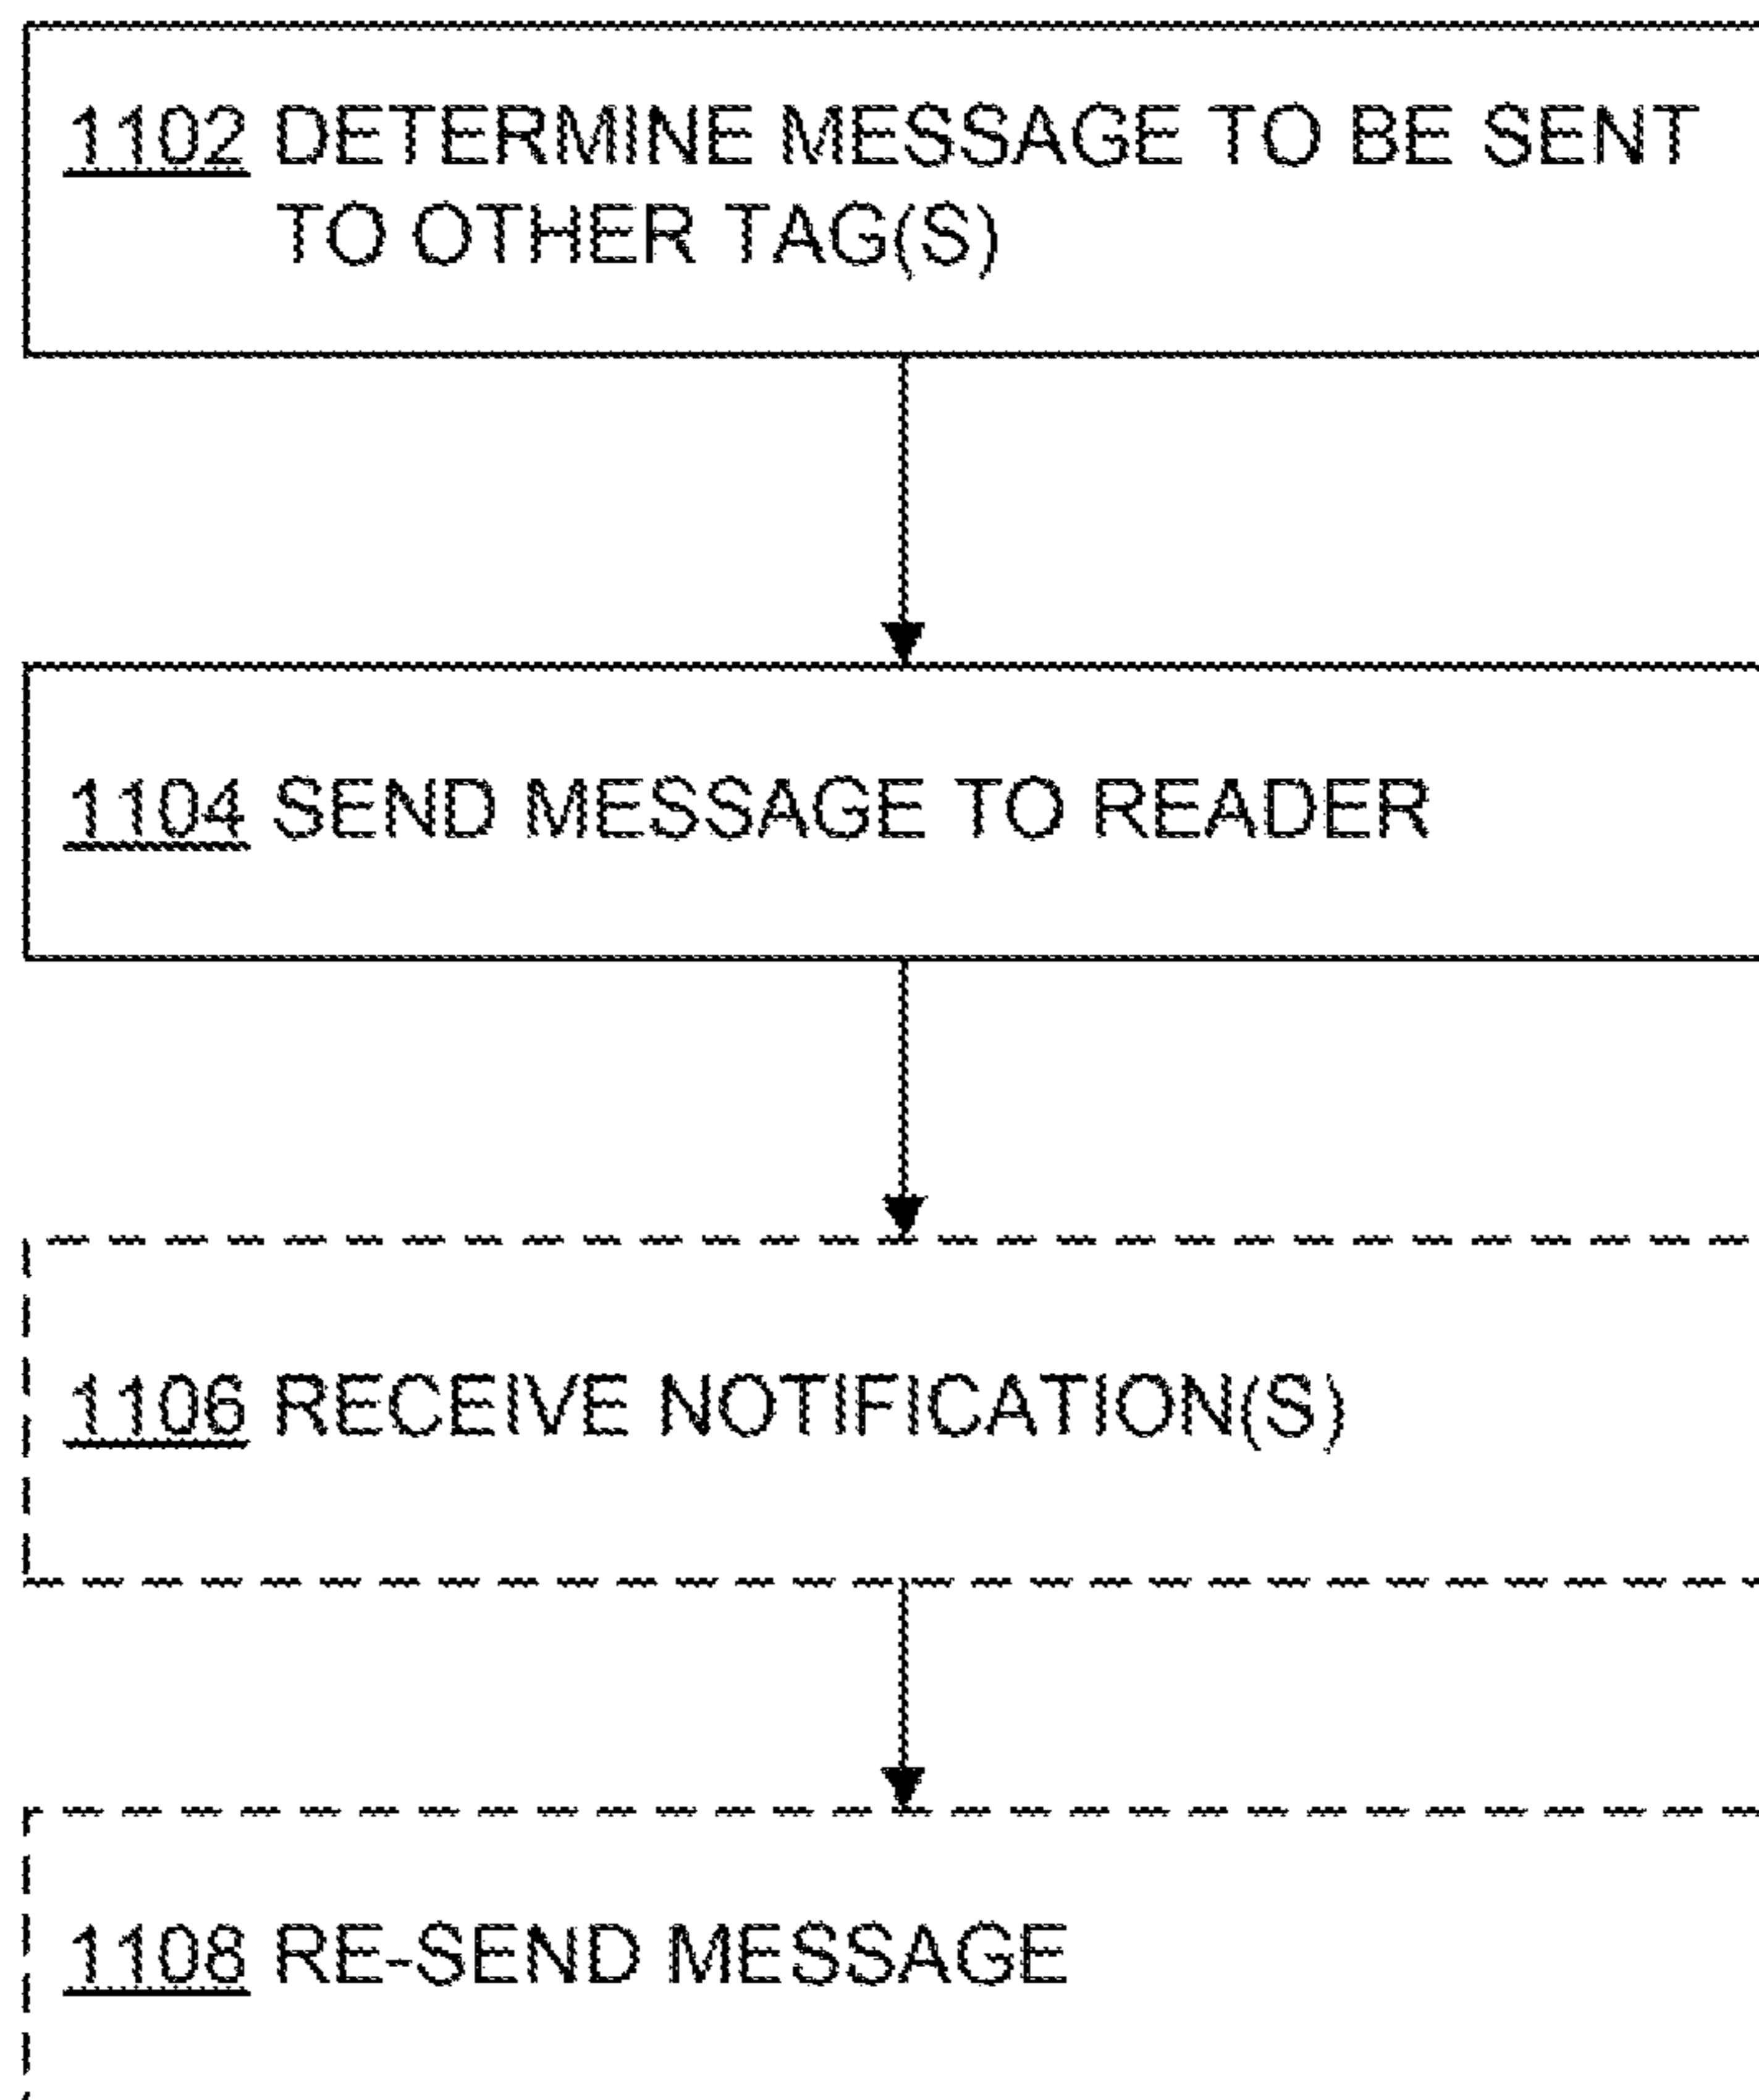 1102 DETERMINE MESSAGE TO BE SENT
TO OTHER TAG(S)
1104 SEND MESSAGE TO READER
1106 RECEIVE NOTIFICATION(S)
1108 RE-SEND MESSAGE